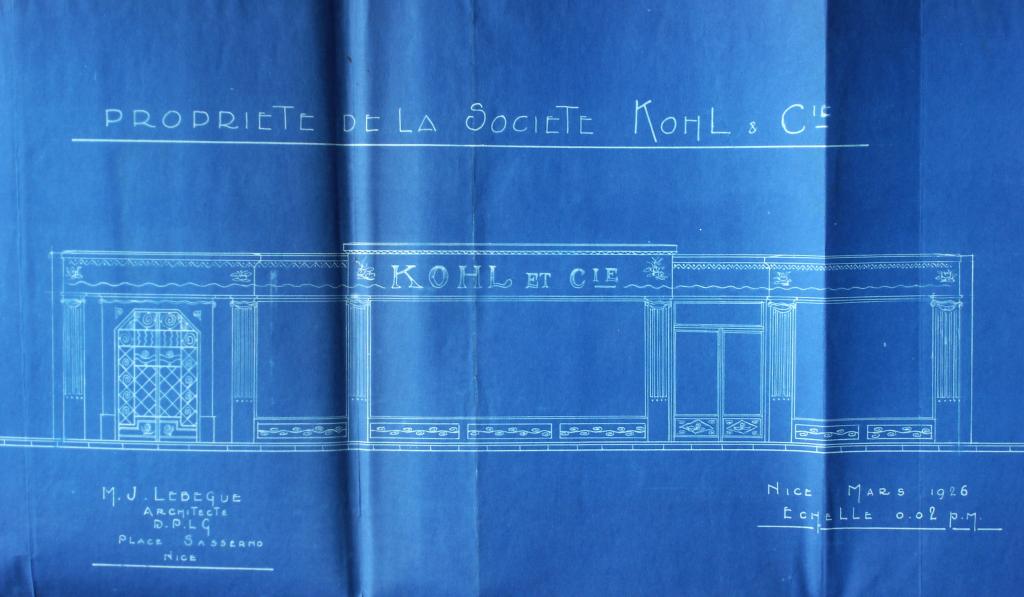 PROPRIETE DE LA SOCIETE KOHL & CIE
KOHL ET CIE
M. J. LEBEGUE
ARCHITECTE
D.P.L.G
PLACE SASSERNO
NICE
NICE MARS 1926
ECHELLE 0.02 P.M.